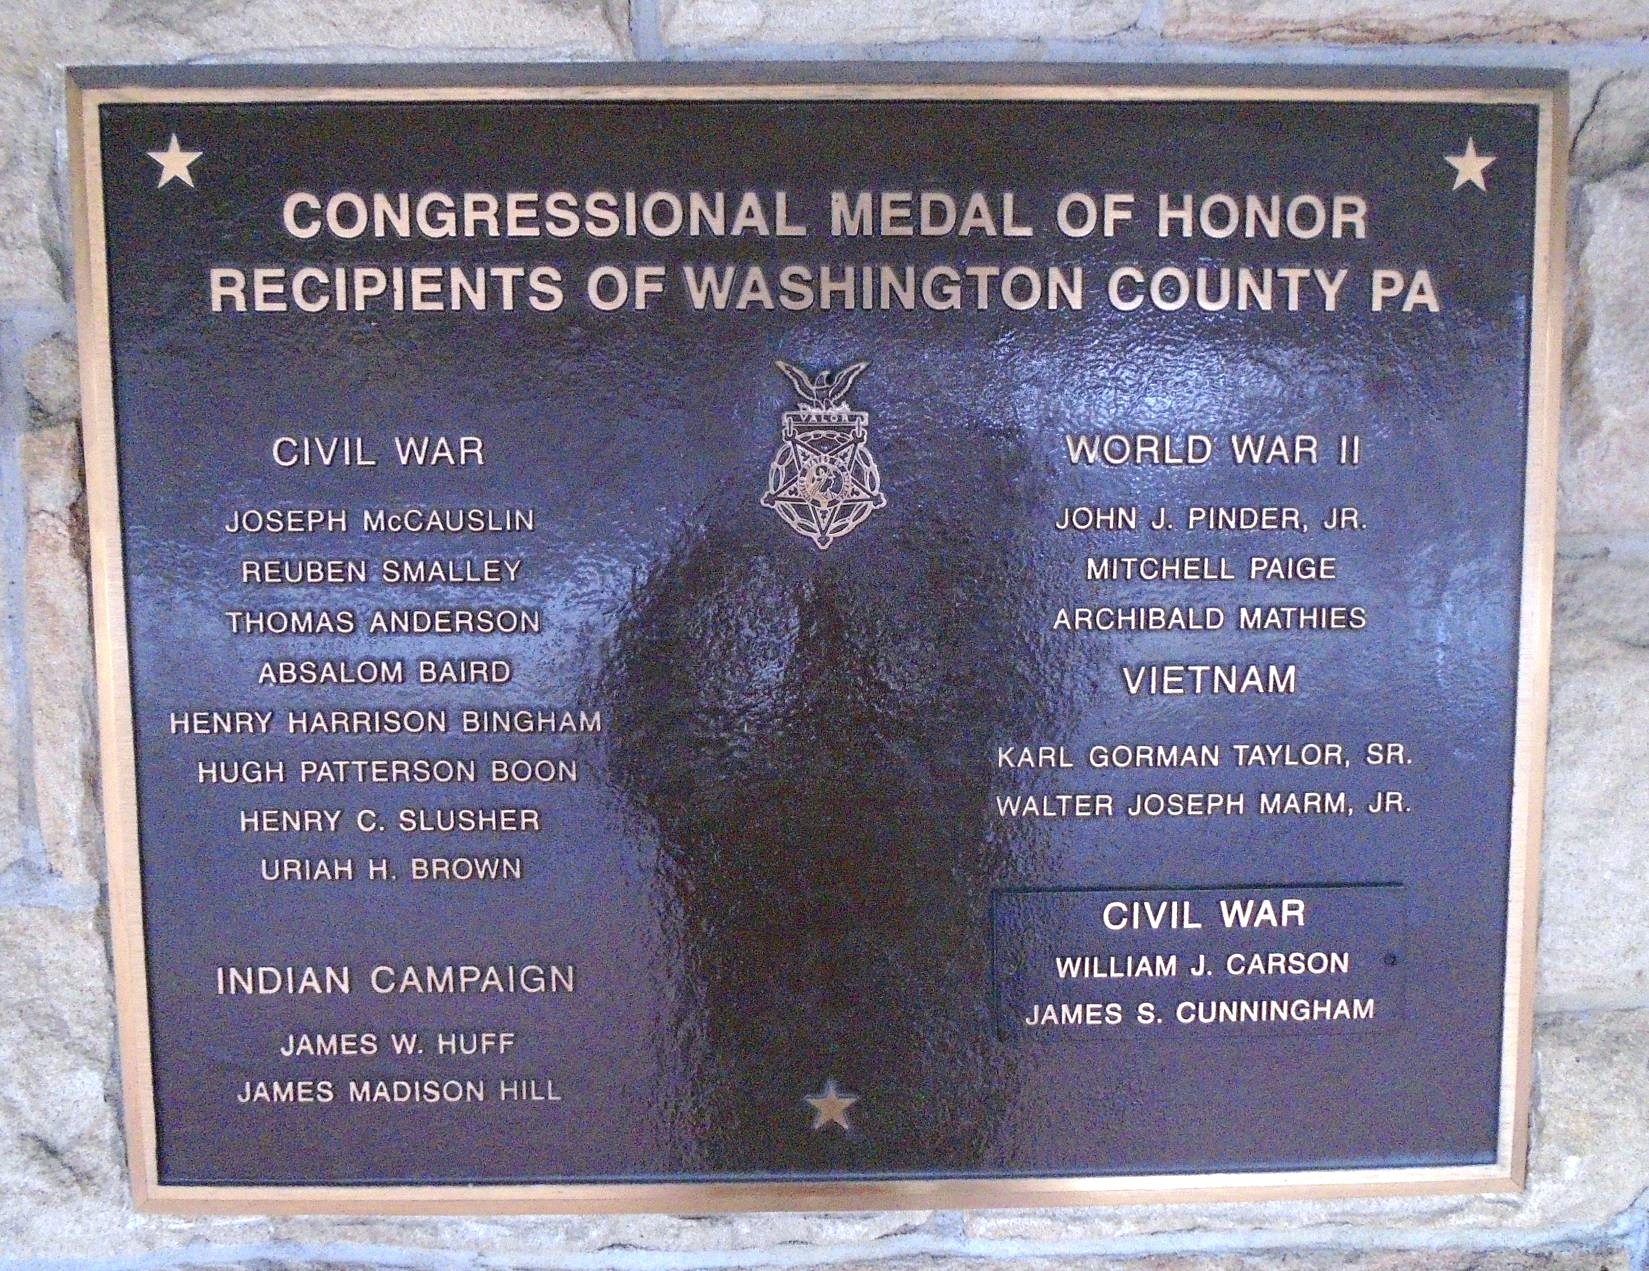 CONGRESSIONAL MEDAL OF HONOR
RECIPIENTS OF WASHINGTON COUNTY PA
VALOR
CIVIL WAR
JOSEPH McCAUSLIN
REUBEN SMALLEY
THOMAS ANDERSON
ABSALOM BAIRD
HENRY HARRISON BINGHAM
HUGH PATTERSON BOON
HENRY C. SLUSHER
URIAH H. BROWN
INDIAN CAMPAIGN
JAMES W. HUFF
JAMES MADISON HILL
WORLD WAR II
JOHN J. PINDER, JR.
MITCHELL PAIGE
ARCHIBALD MATHIES
VIETNAM
KARL GORMAN TAYLOR, SR.
WALTER JOSEPH MARM, JR.
CIVIL WAR
WILLIAM J. CARSON
JAMES S. CUNNINGHAM